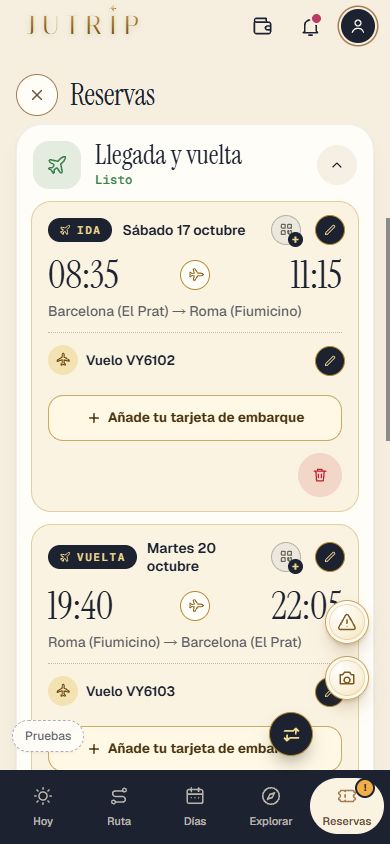 JUTRIP
Reservas
Llegada y vuelta
Listo
IDA Sábado 17 octubre
08:35 11:15
Barcelona (El Prat) → Roma (Fiumicino)
Vuelo VY6102
+ Añade tu tarjeta de embarque
VUELTA Martes 20
octubre
19:40 22:05
Roma (Fiumicino) → Barcelona (El Prat)
Vuelo VY6103
Pruebas
+ Añade tu tarjeta de emba
Hoy Ruta Días Explorar Reservas
!